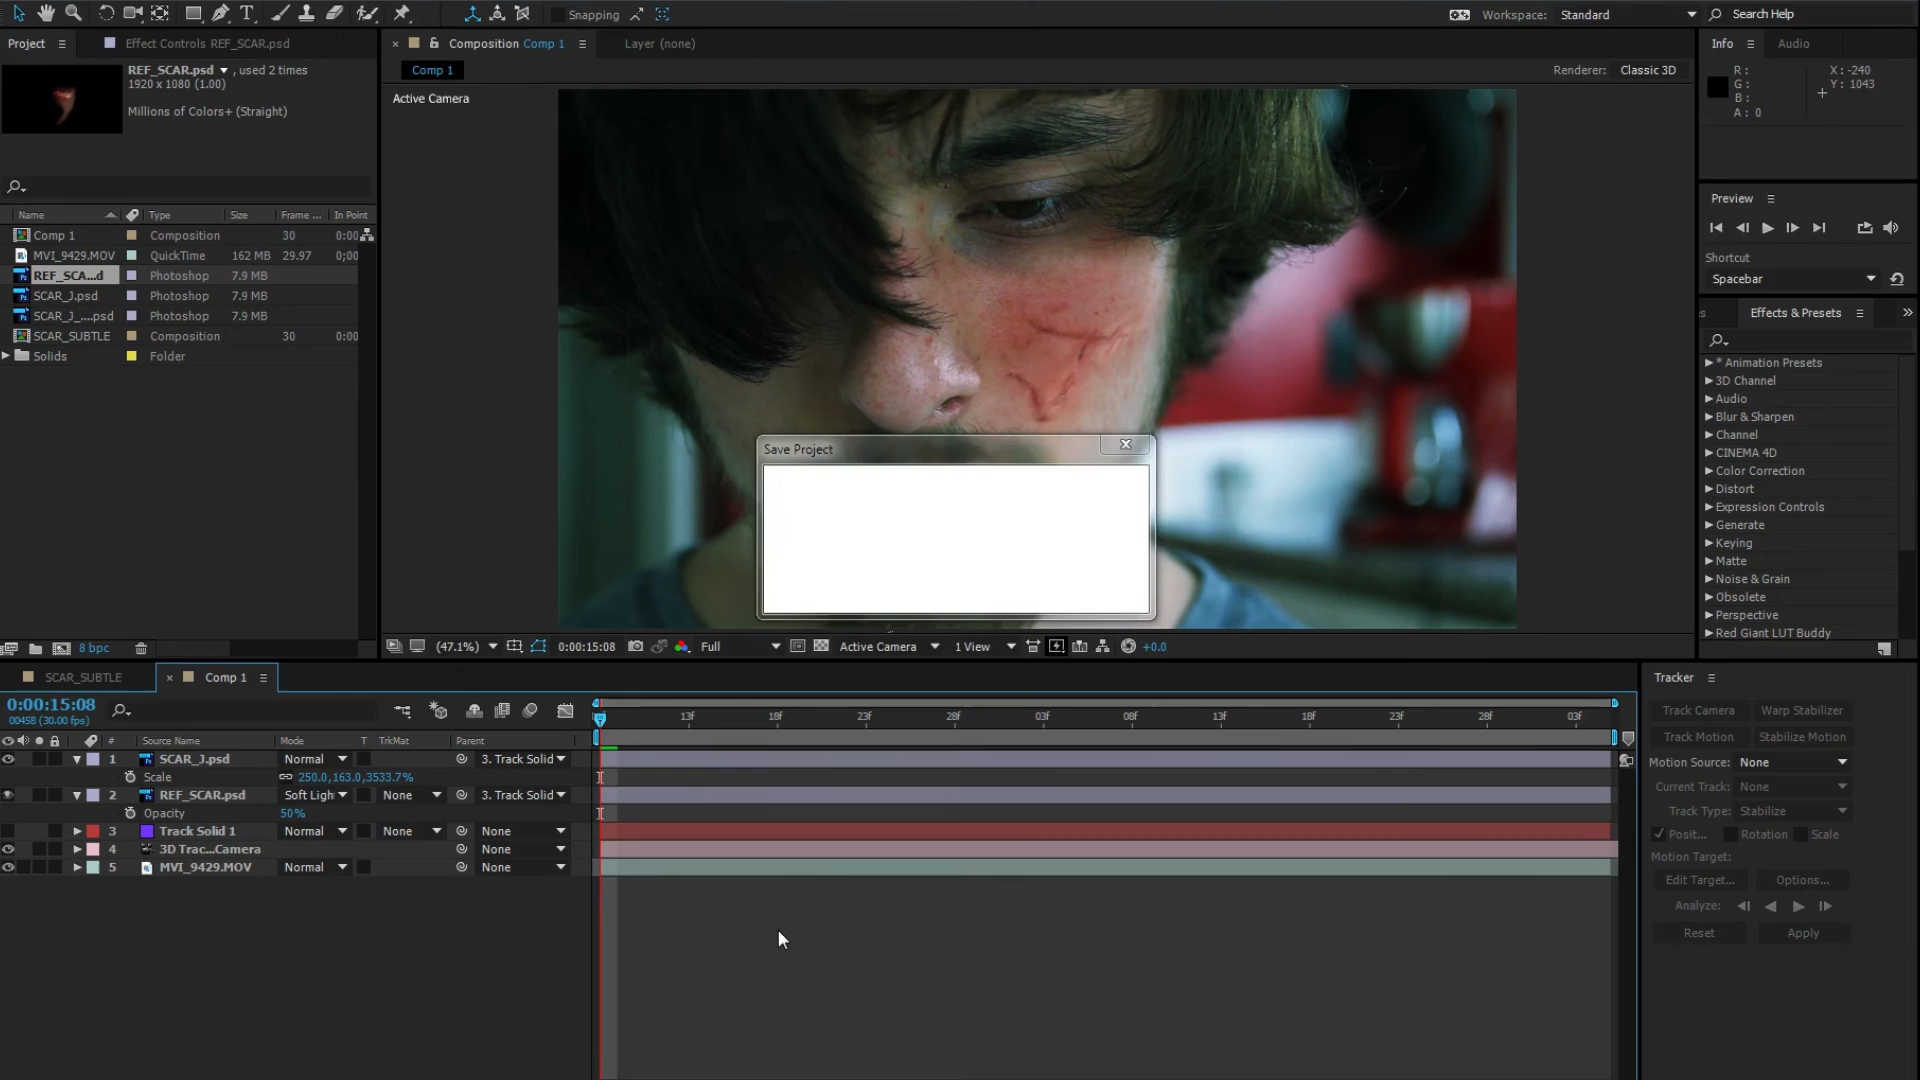 Snapping
Workspace: Standard
Search Help
Project
Effect Controls REF_SCAR.psd
Composition Comp 1
Layer (none)
Info
Audio
REF_SCAR.psd , used 2 times
1920 x 1080 (1.00)
Millions of Colors+ (Straight)
Comp 1
Renderer: Classic 3D
R :
G :
B :
A : 0
X : -240
Y : 1043
Active Camera
Preview
Shortcut
Spacebar
Name Type Size Frame ... In Point
Comp 1 Composition 30 0:00
MVI_9429.MOV QuickTime 162 MB 29.97 0;00
REF_SCA...d Photoshop 7.9 MB
SCAR_J.psd Photoshop 7.9 MB
SCAR_J_....psd Photoshop 7.9 MB
SCAR_SUBTLE Composition 30 0:00
Solids Folder
Effects & Presets
* Animation Presets
3D Channel
Audio
Blur & Sharpen
Channel
CINEMA 4D
Color Correction
Distort
Expression Controls
Generate
Keying
Matte
Noise & Grain
Obsolete
Perspective
Red Giant LUT Buddy
Save Project
8 bpc
(47.1%) 0:00:15:08 Full Active Camera 1 View +0.0
SCAR_SUBTLE
Comp 1
0:00:15:08
00458 (30.00 fps)
13f 18f 23f 28f 03f 08f 13f 18f 23f 28f 03f
# Source Name Mode T TrkMat Parent
1 SCAR_J.psd Normal 3. Track Solid
Scale 250.0,163.0,3533.7%
2 REF_SCAR.psd Soft Ligh None 3. Track Solid
Opacity 50%
3 Track Solid 1 Normal None None
4 3D Trac...Camera None
5 MVI_9429.MOV Normal None
Tracker
Track Camera Warp Stabilizer
Track Motion Stabilize Motion
Motion Source: None
Current Track: None
Track Type: Stabilize
Posit... Rotation Scale
Motion Target:
Edit Target... Options...
Analyze:
Reset Apply